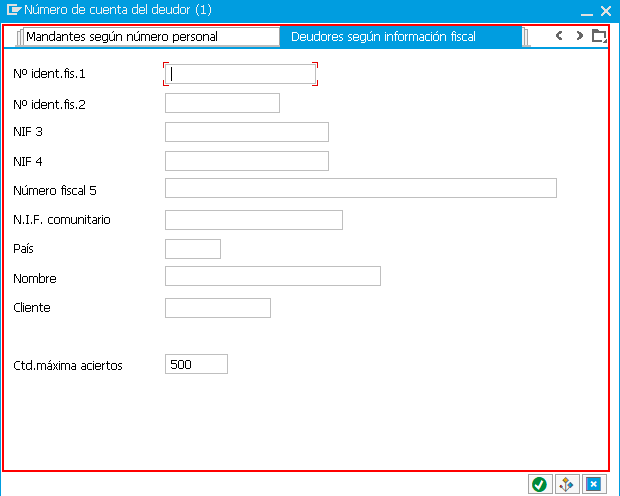 Número de cuenta del deudor (1)
Mandantes según número personal
Deudores según información fiscal
Nº ident.fis.1
Nº ident.fis.2
NIF 3
NIF 4
Número fiscal 5
N.I.F. comunitario
País
Nombre
Cliente
Ctd.máxima aciertos 500